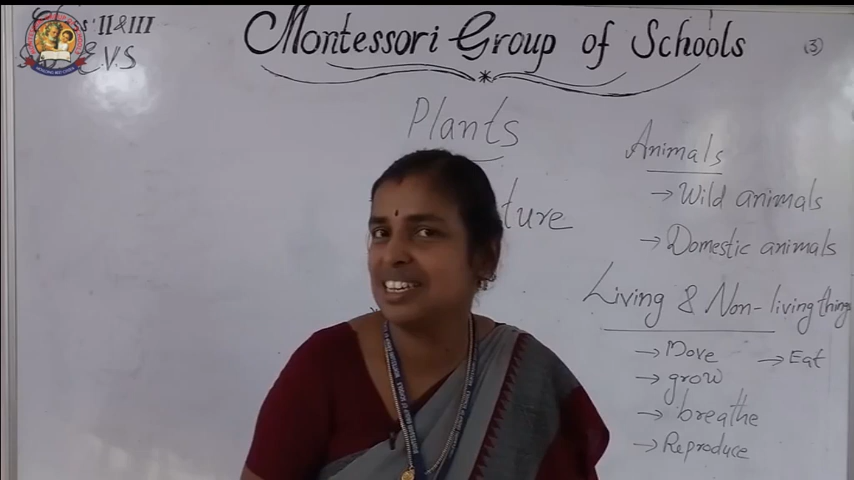 Class II & III
E.V.S
Montessori Group of Schools
3
Plants
ture
Animals
→ Wild animals
→ Domestic animals
Living & Non-living things
→ Move → Eat
→ grow
→ breathe
→ Reproduce